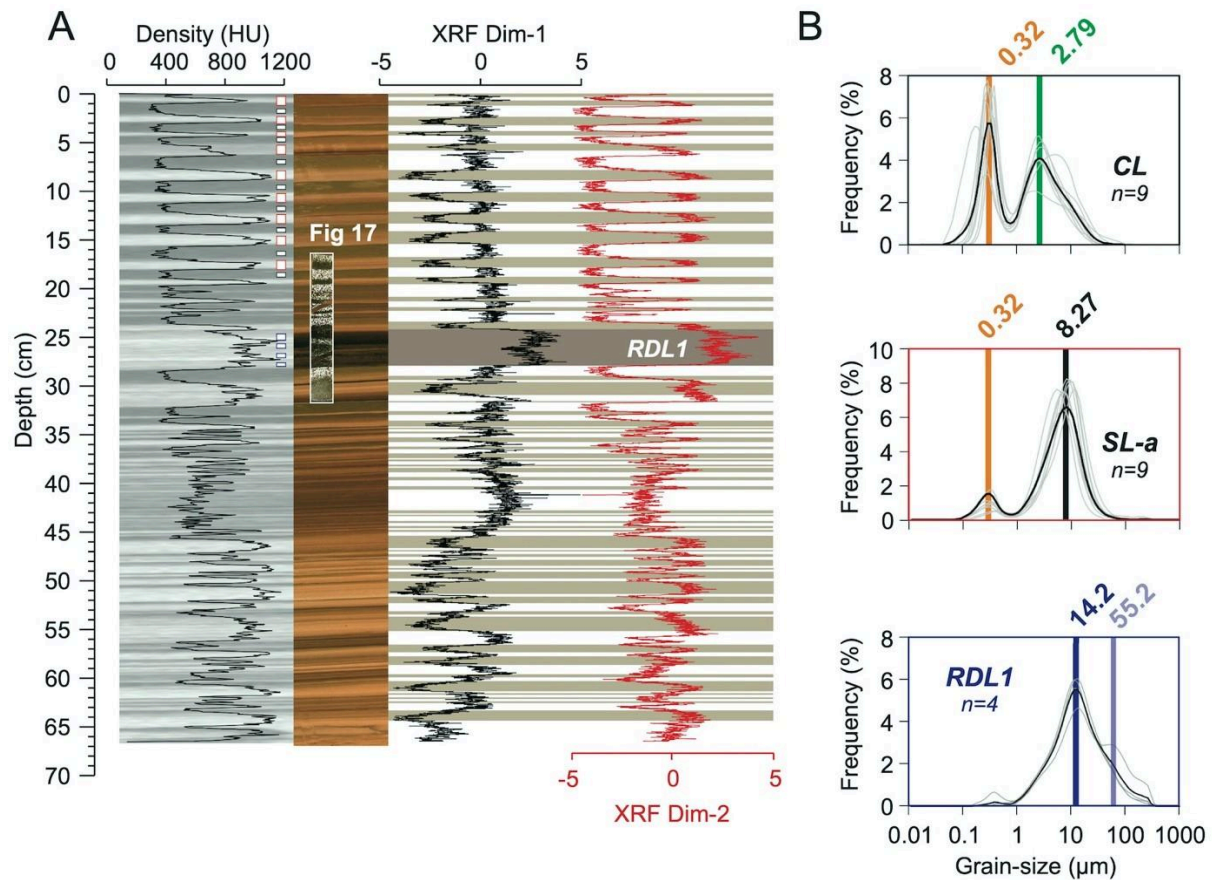 A
Density (HU)
400 800 1200
XRF Dim-1
-5 0 5
0
5
10
15
20
25
30
35
40
45
50
55
60
65
70
Depth (cm)
Fig 17
RDL1
-5 0 5
XRF Dim-2
B
0.32 2.79
8
6
4
2
0
Frequency (%)
CL
n=9
0.32 8.27
10
8
6
4
2
0
Frequency (%)
SL-a
n=9
14.2 55.2
8
6
4
2
0
Frequency (%)
RDL1
n=4
0.01 0.1 1 10 100 1000
Grain-size (µm)